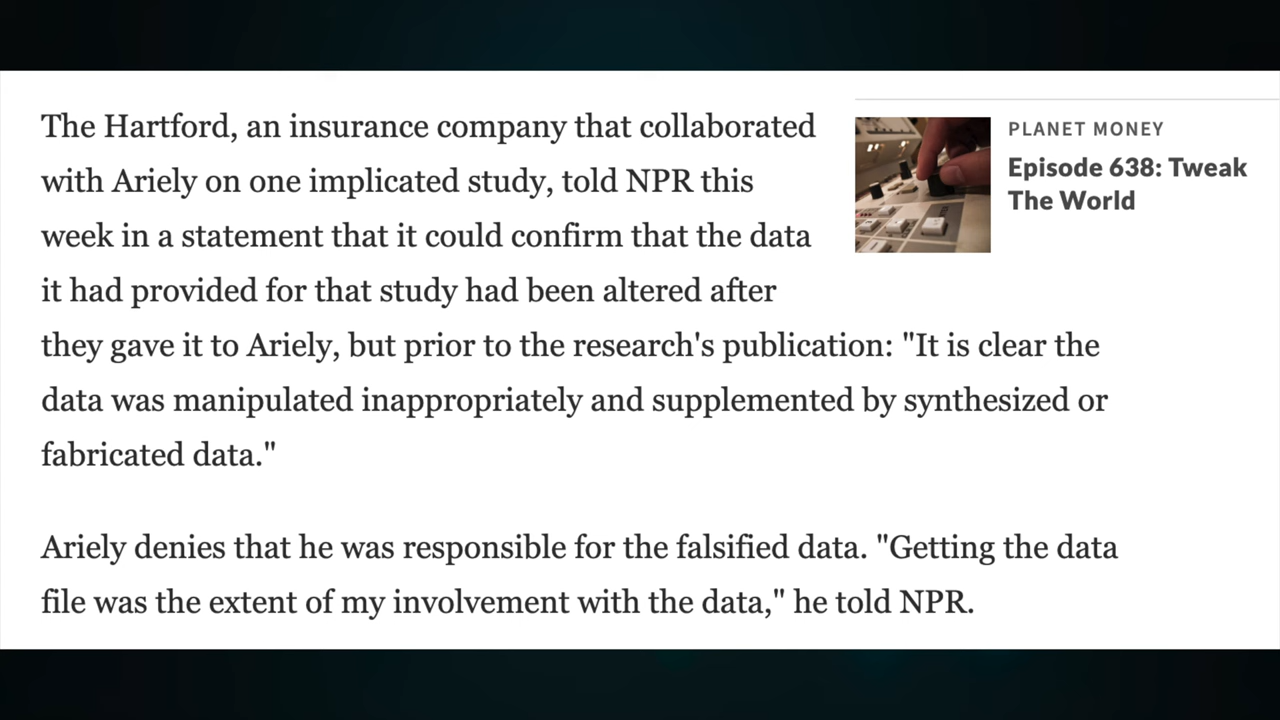 The Hartford, an insurance company that collaborated
with Ariely on one implicated study, told NPR this
week in a statement that it could confirm that the data
it had provided for that study had been altered after
they gave it to Ariely, but prior to the research's publication: "It is clear the
data was manipulated inappropriately and supplemented by synthesized or
fabricated data."
Ariely denies that he was responsible for the falsified data. "Getting the data
file was the extent of my involvement with the data," he told NPR.
PLANET MONEY
Episode 638: Tweak
The World